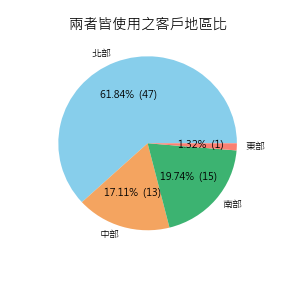 兩者皆使用之客戶地區比
北部
61.84%  (47)
1.32%  (1)
東部
19.74%  (15)
17.11%  (13)
南部
中部